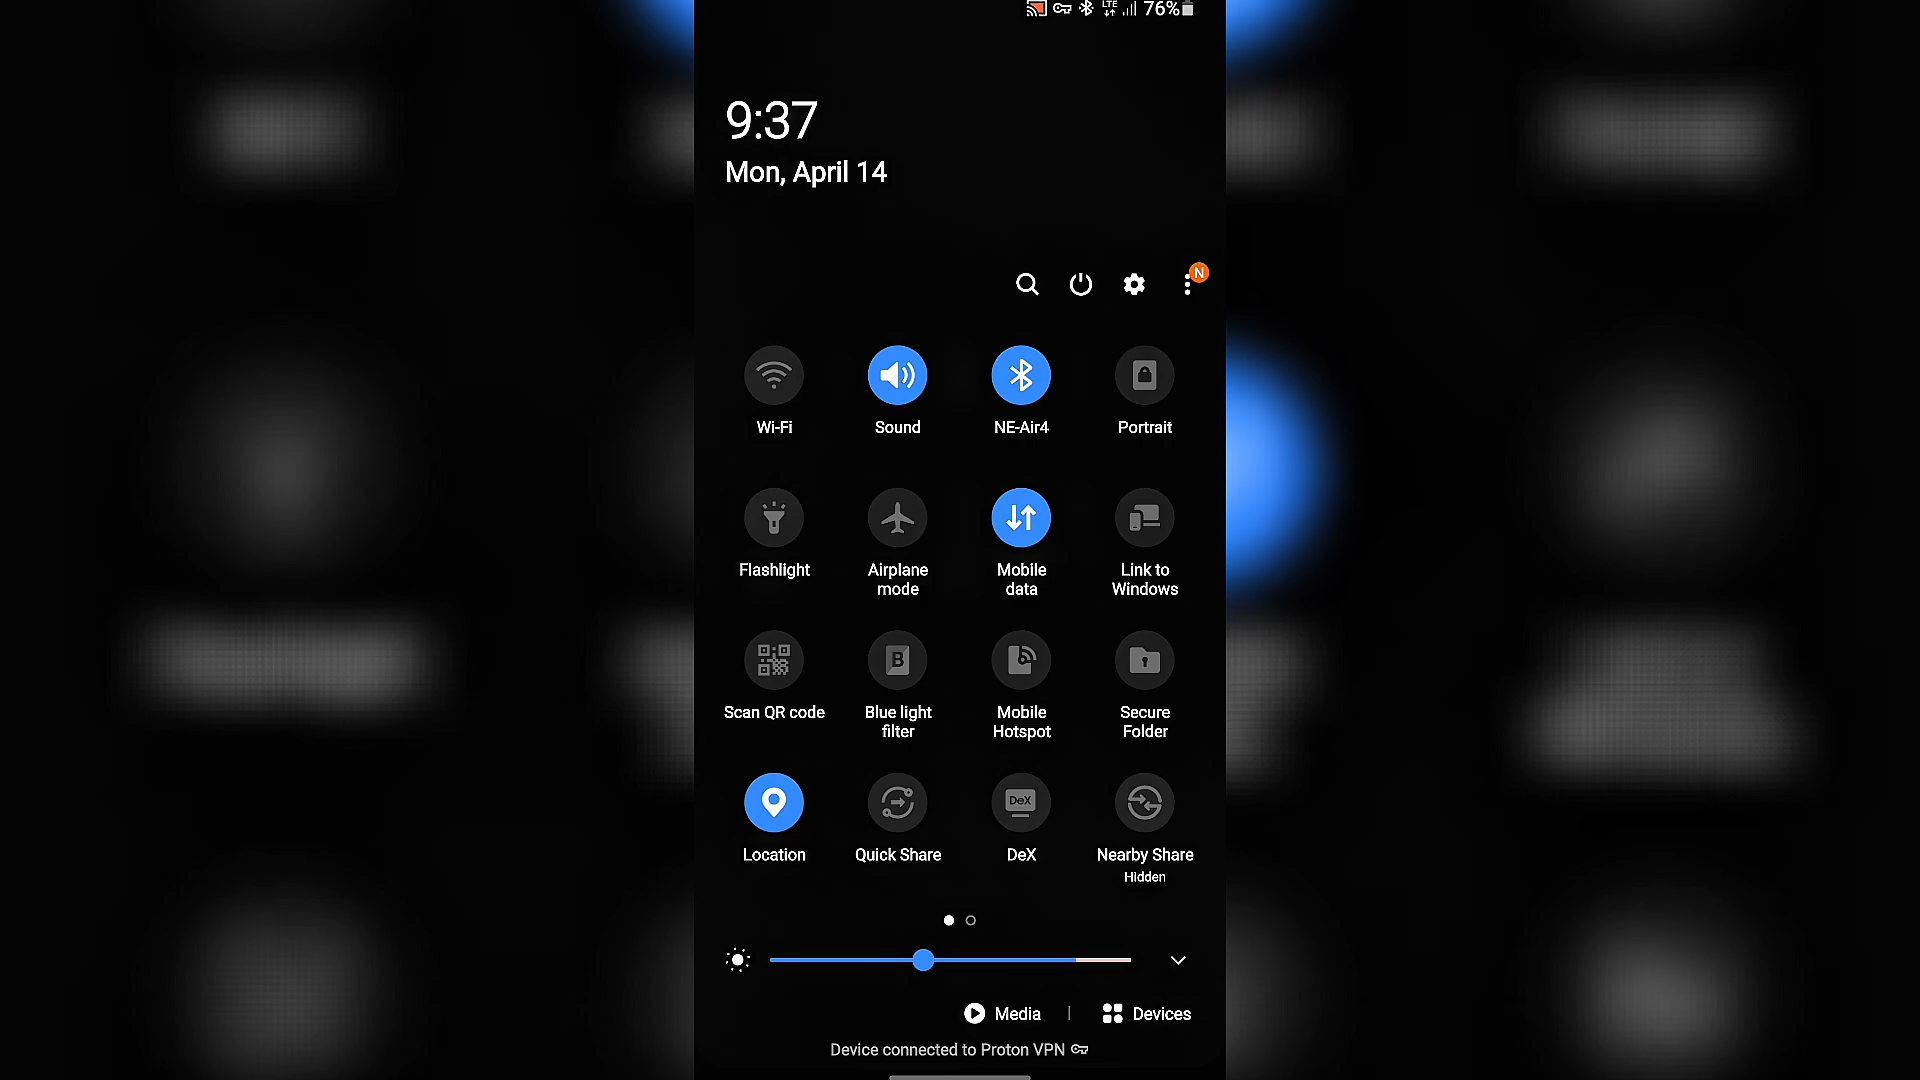 LTE 76%
9:37
Mon, April 14
N
Wi-Fi Sound NE-Air4 Portrait
Flashlight Airplane mode Mobile data Link to Windows
B
Scan QR code Blue light filter Mobile Hotspot Secure Folder
DeX
Location Quick Share DeX Nearby Share
Hidden
Media | Devices
Device connected to Proton VPN